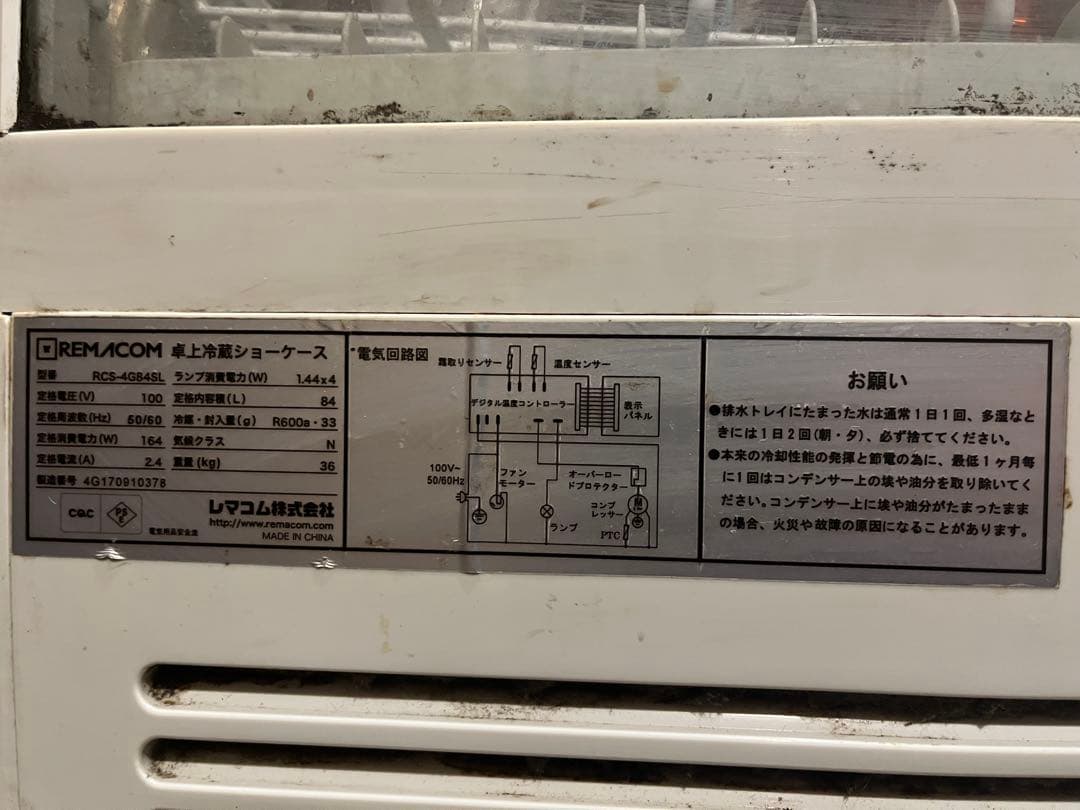 REMACOM 卓上冷蔵ショーケース
型番 RCS-4G84SL ランプ消費電力(W) 1.44x4
定格電圧(V) 100 定格内容積(L) 84
定格周波数(Hz) 50/60 冷媒・封入量(g) R600a・33
定格消費電力(W) 164 気候クラス N
定格電流(A) 2.4 重量(kg) 36
製造番号 4G170910378
レマコム株式会社
http://www.remacom.com
MADE IN CHINA
CQC
PS
E
電気用品安全法
電気回路図
霜取りセンサー 温度センサー
デジタル温度コントローラー
表示
パネル
100V~
50/60Hz
ファン
モーター
オーバーロー
ドプロテクター
ランプ
コンプ
レッサー
PTC
お願い
●排水トレイにたまった水は通常1日1回、多湿なと
きには1日2回(朝・夕)、必ず捨ててください。
●本来の冷却性能の発揮と節電の為に、最低1ヶ月毎
に1回はコンデンサー上の埃や油分を取り除いてく
ださい。コンデンサー上に埃や油分がたまったまま
の場合、火災や故障の原因になることがあります。